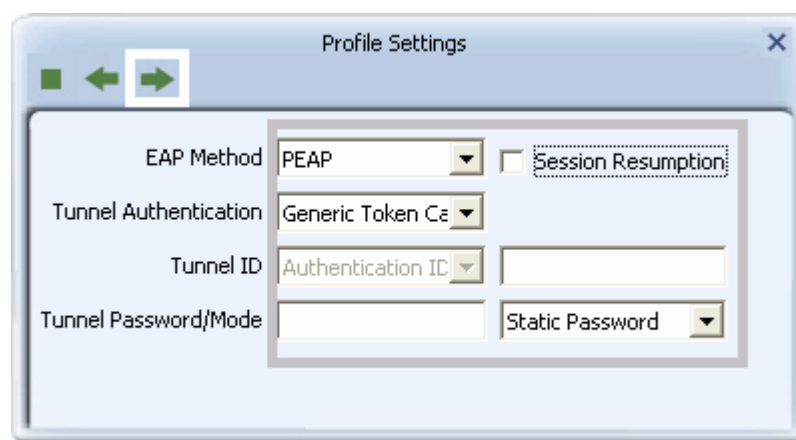 Profile Settings
EAP Method PEAP Session Resumption
Tunnel Authentication Generic Token Ca
Tunnel ID Authentication ID
Tunnel Password/Mode Static Password